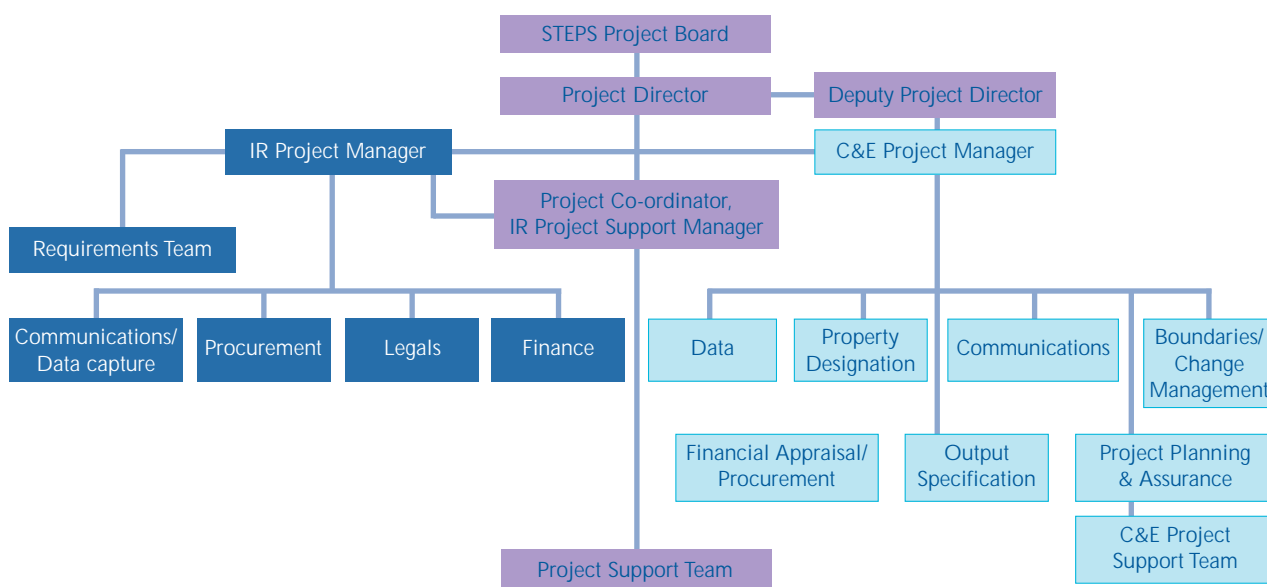 STEPS Project Board
Project Director
Deputy Project Director
IR Project Manager
C&E Project Manager
Project Co-ordinator,
IR Project Support Manager
Requirements Team
Communications/
Data capture
Procurement
Legals
Finance
Data
Property
Designation
Communications
Boundaries/
Change
Management
Financial Appraisal/
Procurement
Output
Specification
Project Planning
& Assurance
C&E Project
Support Team
Project Support Team